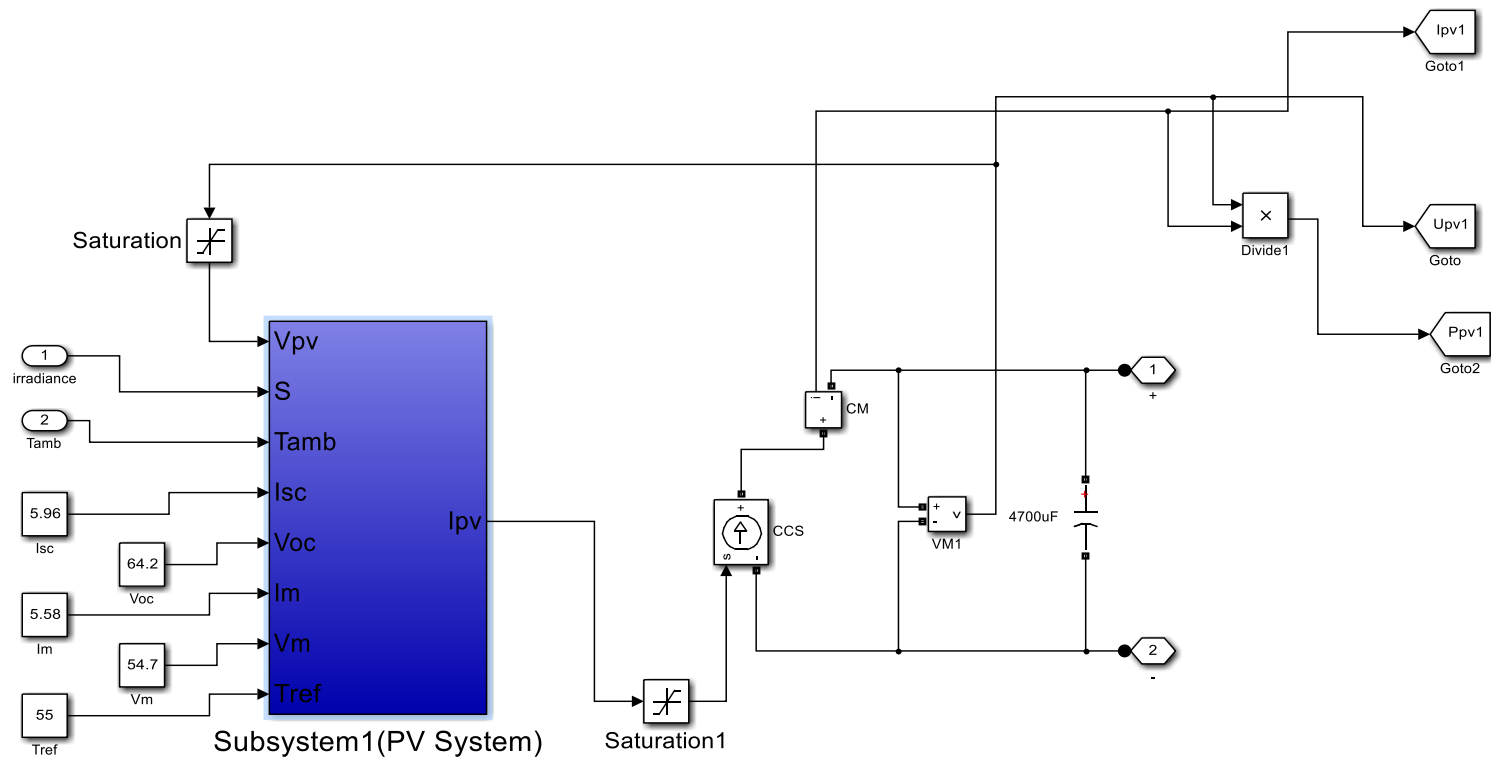 Ipv1
Goto1
Saturation
×
Divide1
Upv1
Goto
Ppv1
Goto2
Vpv
1
irradiance
S
2
Tamb
Tamb
5.96
Isc
Isc
64.2
Voc
Voc
5.58
Im
Im
54.7
Vm
Vm
55
Tref
Tref
Ipv
Subsystem1(PV System)
Saturation1
i
-
+
CM
+
s
-
CCS
+
-
v
VM1
+
4700uF
1
+
2
-